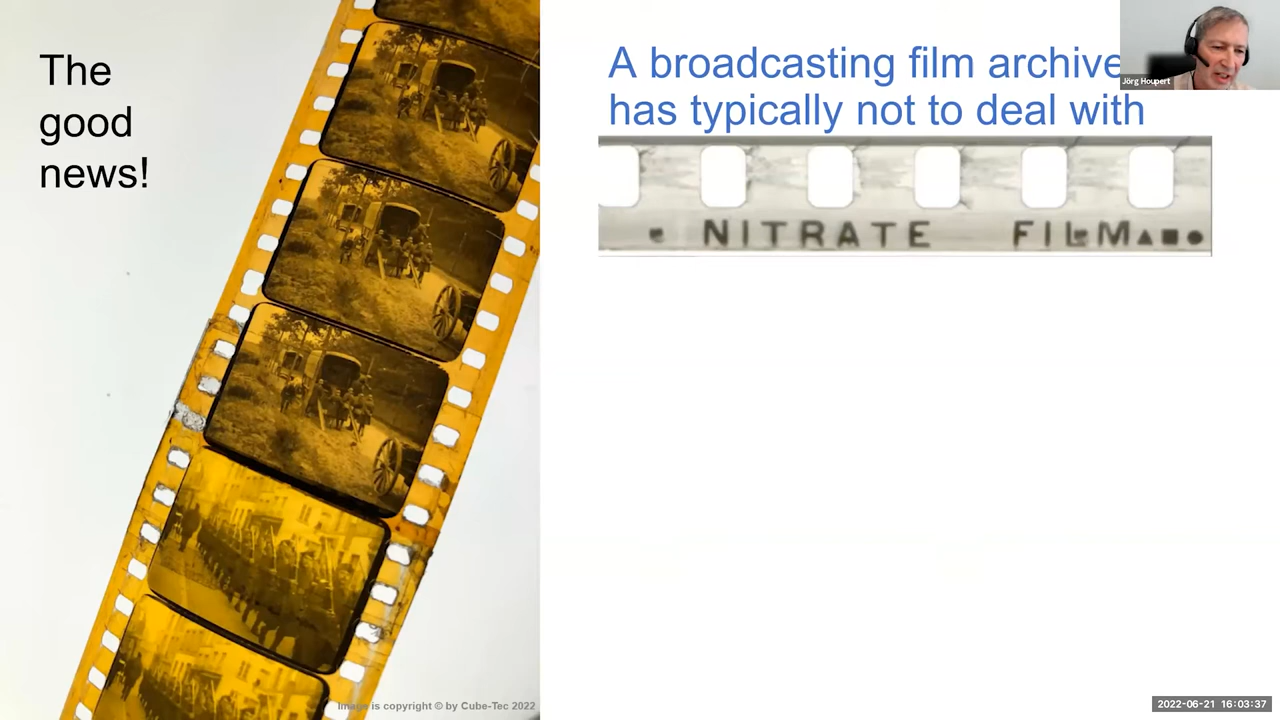 The
good
news!
A broadcasting film archive
has typically not to deal with
NITRATE FILM
Jörg Houpert
Image is copyright © by Cube-Tec 2022
2022-06-21 16:03:37